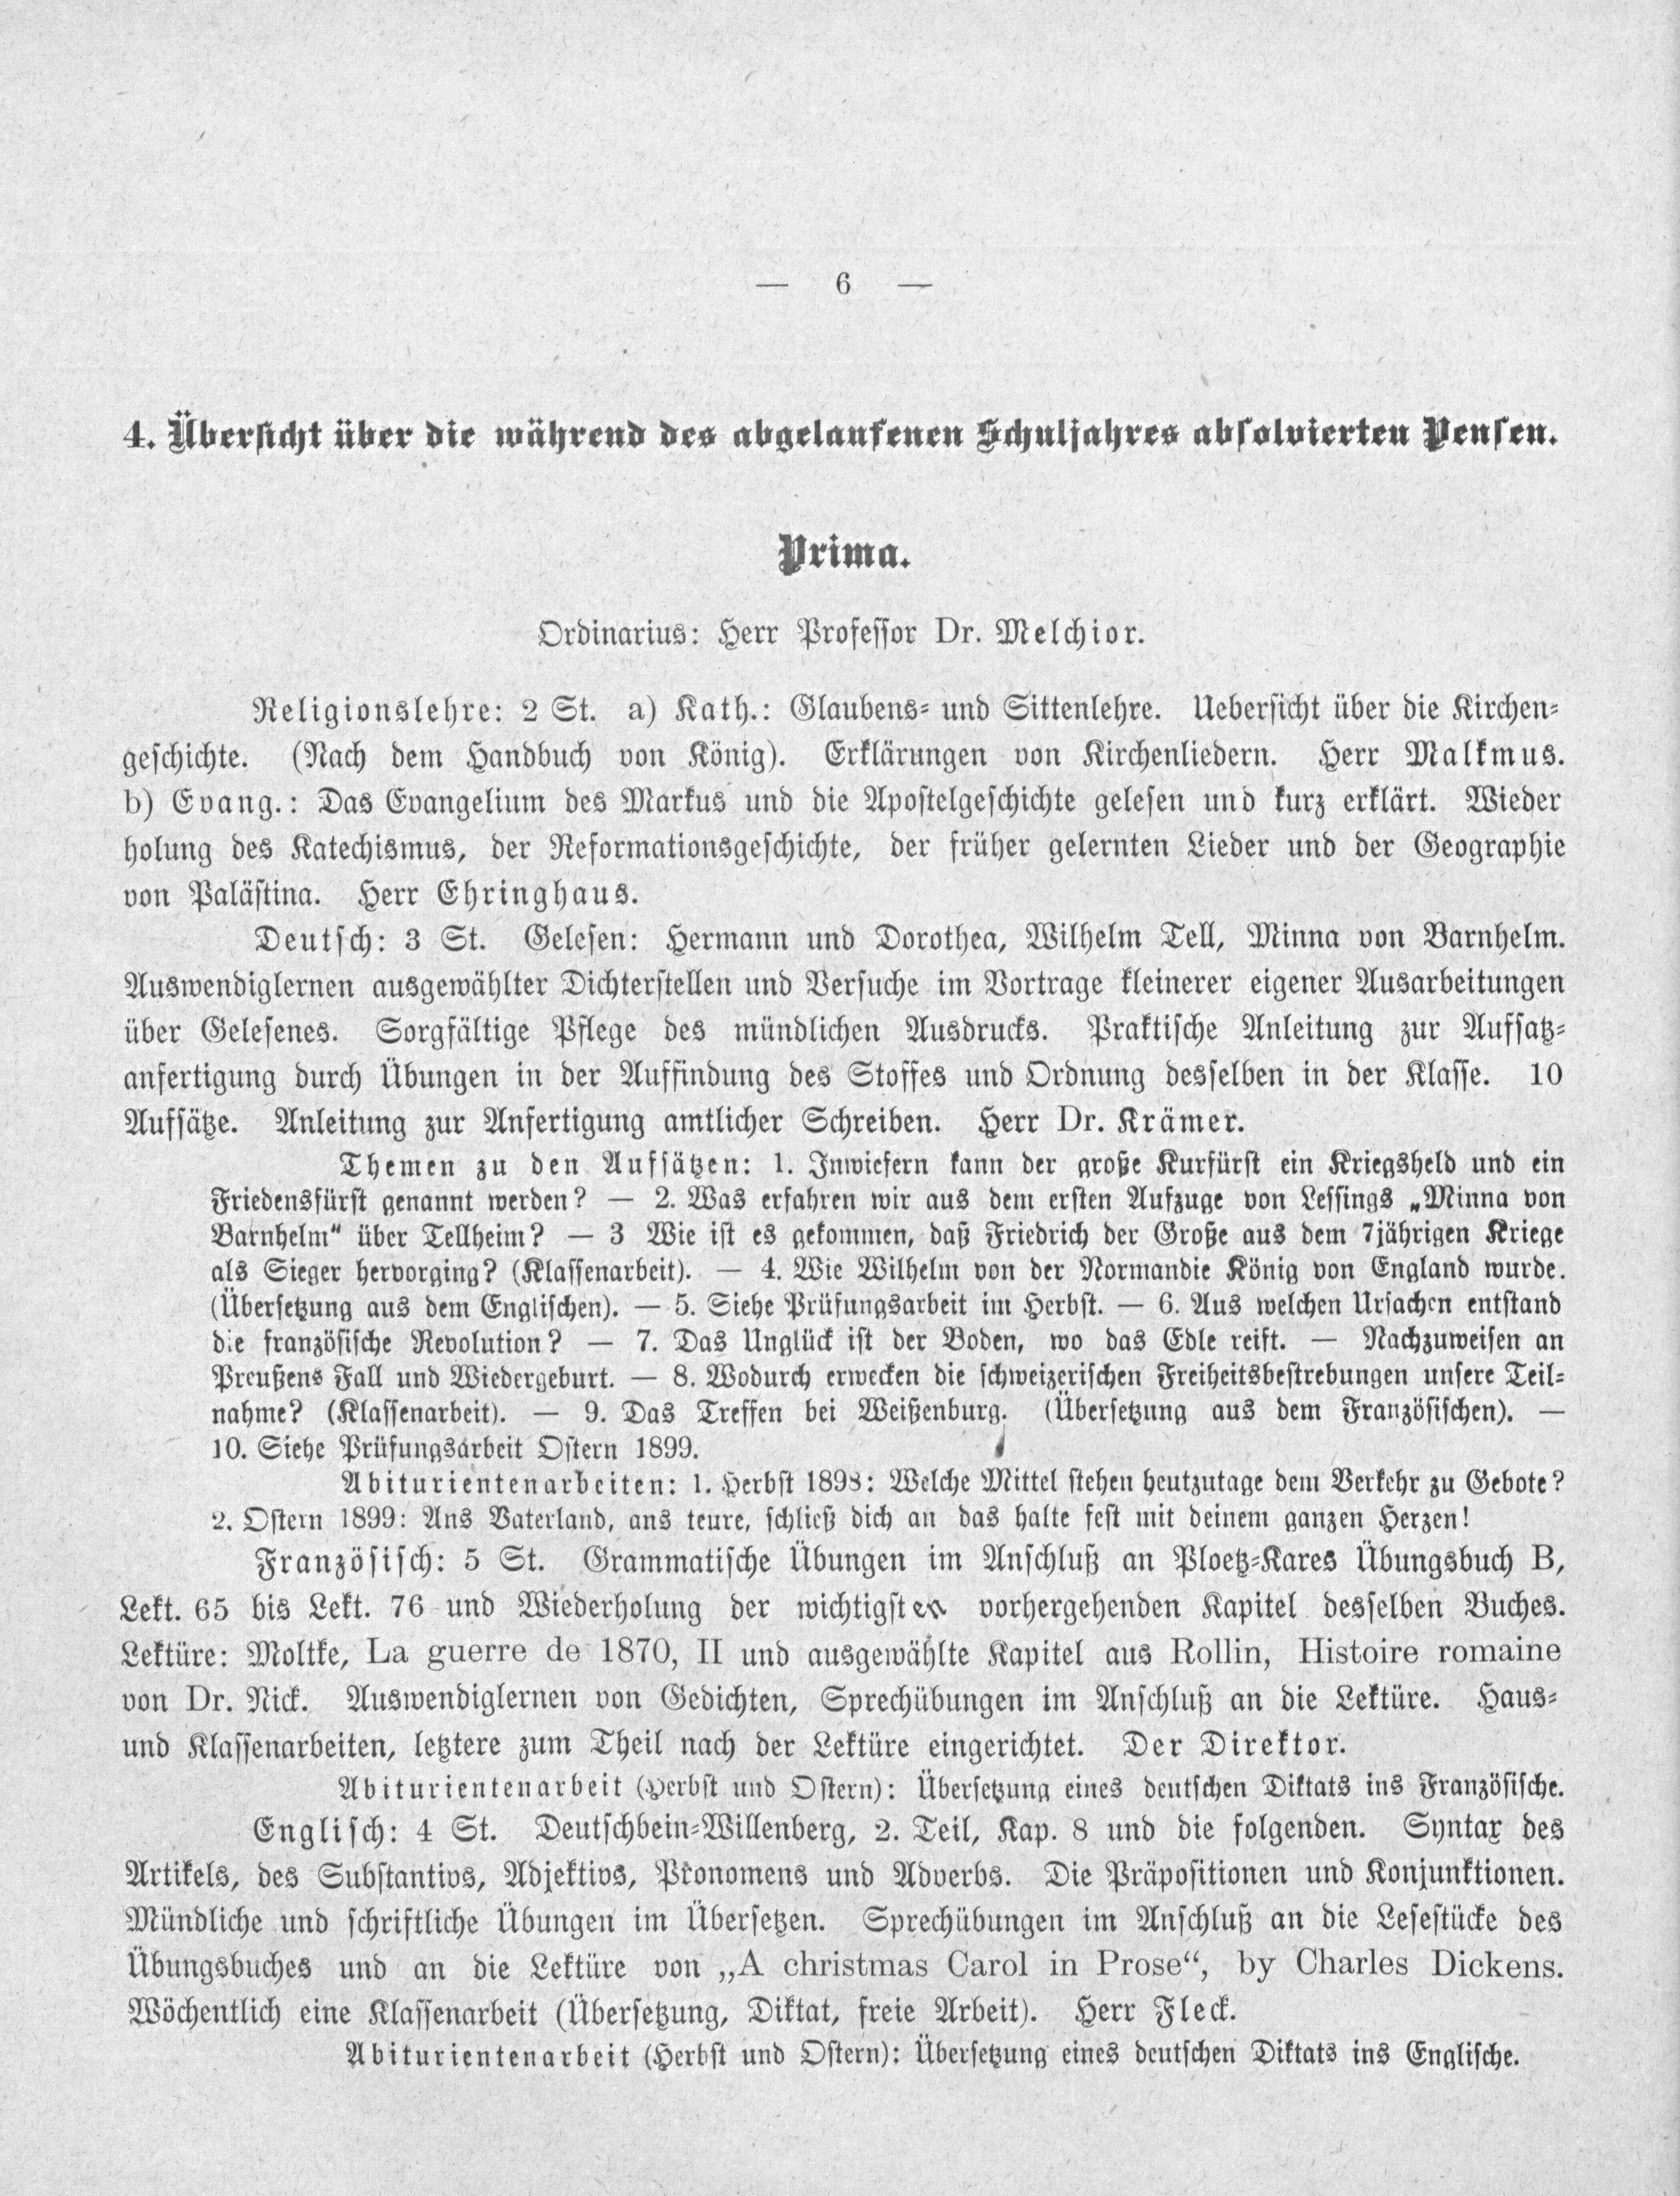 — 6 —
4. Übersicht über die während des abgelaufenen Schuljahres absolvierten Pensen.
Prima.
Ordinarius: Herr Professor Dr. Melchior.
Religionslehre: 2 St. a) Kath.: Glaubens- und Sittenlehre. Uebersicht über die Kirchen-
geschichte. (Nach dem Handbuch von König). Erklärungen von Kirchenliedern. Herr Malkmus.
b) Evang.: Das Evangelium des Markus und die Apostelgeschichte gelesen und kurz erklärt. Wieder
holung des Katechismus, der Reformationsgeschichte, der früher gelernten Lieder und der Geographie
von Palästina. Herr Ehringhaus.
Deutsch: 3 St. Gelesen: Hermann und Dorothea, Wilhelm Tell, Minna von Barnhelm.
Auswendiglernen ausgewählter Dichterstellen und Versuche im Vortrage kleinerer eigener Ausarbeitungen
über Gelesenes. Sorgfältige Pflege des mündlichen Ausdrucks. Praktische Anleitung zur Aufsatz-
anfertigung durch Übungen in der Auffindung des Stoffes und Ordnung desselben in der Klasse. 10
Aufsätze. Anleitung zur Anfertigung amtlicher Schreiben. Herr Dr. Krämer.
Themen zu den Aufsätzen: 1. Inwiefern kann der große Kurfürst ein Kriegsheld und ein
Friedensfürst genannt werden? — 2. Was erfahren wir aus dem ersten Aufzuge von Lessings „Minna von
Barnhelm“ über Tellheim? — 3 Wie ist es gekommen, daß Friedrich der Große aus dem 7jährigen Kriege
als Sieger hervorging? (Klassenarbeit). — 4. Wie Wilhelm von der Normandie König von England wurde.
(Übersetzung aus dem Englischen). — 5. Siehe Prüfungsarbeit im Herbst. — 6. Aus welchen Ursachen entstand
die französische Revolution? — 7. Das Unglück ist der Boden, wo das Edle reift. — Nachzuweisen an
Preußens Fall und Wiedergeburt. — 8. Wodurch erwecken die schweizerischen Freiheitsbestrebungen unsere Teil-
nahme? (Klassenarbeit). — 9. Das Treffen bei Weißenburg. (Übersetzung aus dem Französischen). —
10. Siehe Prüfungsarbeit Ostern 1899.
Abiturientenarbeiten: 1. Herbst 1898: Welche Mittel stehen heutzutage dem Verkehr zu Gebote?
2. Ostern 1899: Ans Vaterland, ans teure, schließ dich an das halte fest mit deinem ganzen Herzen!
Französisch: 5 St. Grammatische Übungen im Anschluß an Ploetz-Kares Übungsbuch B,
Lekt. 65 bis Lekt. 76 und Wiederholung der wichtigsten vorhergehenden Kapitel desselben Buches.
Lektüre: Moltke, La guerre de 1870, II und ausgewählte Kapitel aus Rollin, Histoire romaine
von Dr. Nick. Auswendiglernen von Gedichten, Sprechübungen im Anschluß an die Lektüre. Haus-
und Klassenarbeiten, letztere zum Theil nach der Lektüre eingerichtet. Der Direktor.
Abiturientenarbeit (Herbst und Ostern): Übersetzung eines deutschen Diktats ins Französische.
Englisch: 4 St. Deutschbein-Willenberg, 2. Teil, Kap. 8 und die folgenden. Syntax des
Artikels, des Substantivs, Adjektivs, Pronomens und Adverbs. Die Präpositionen und Konjunktionen.
Mündliche und schriftliche Übungen im Übersetzen. Sprechübungen im Anschluß an die Lesestücke des
Übungsbuches und an die Lektüre von „A christmas Carol in Prose“, by Charles Dickens.
Wöchentlich eine Klassenarbeit (Übersetzung, Diktat, freie Arbeit). Herr Fleck.
Abiturientenarbeit (Herbst und Ostern): Übersetzung eines deutschen Diktats ins Englische.